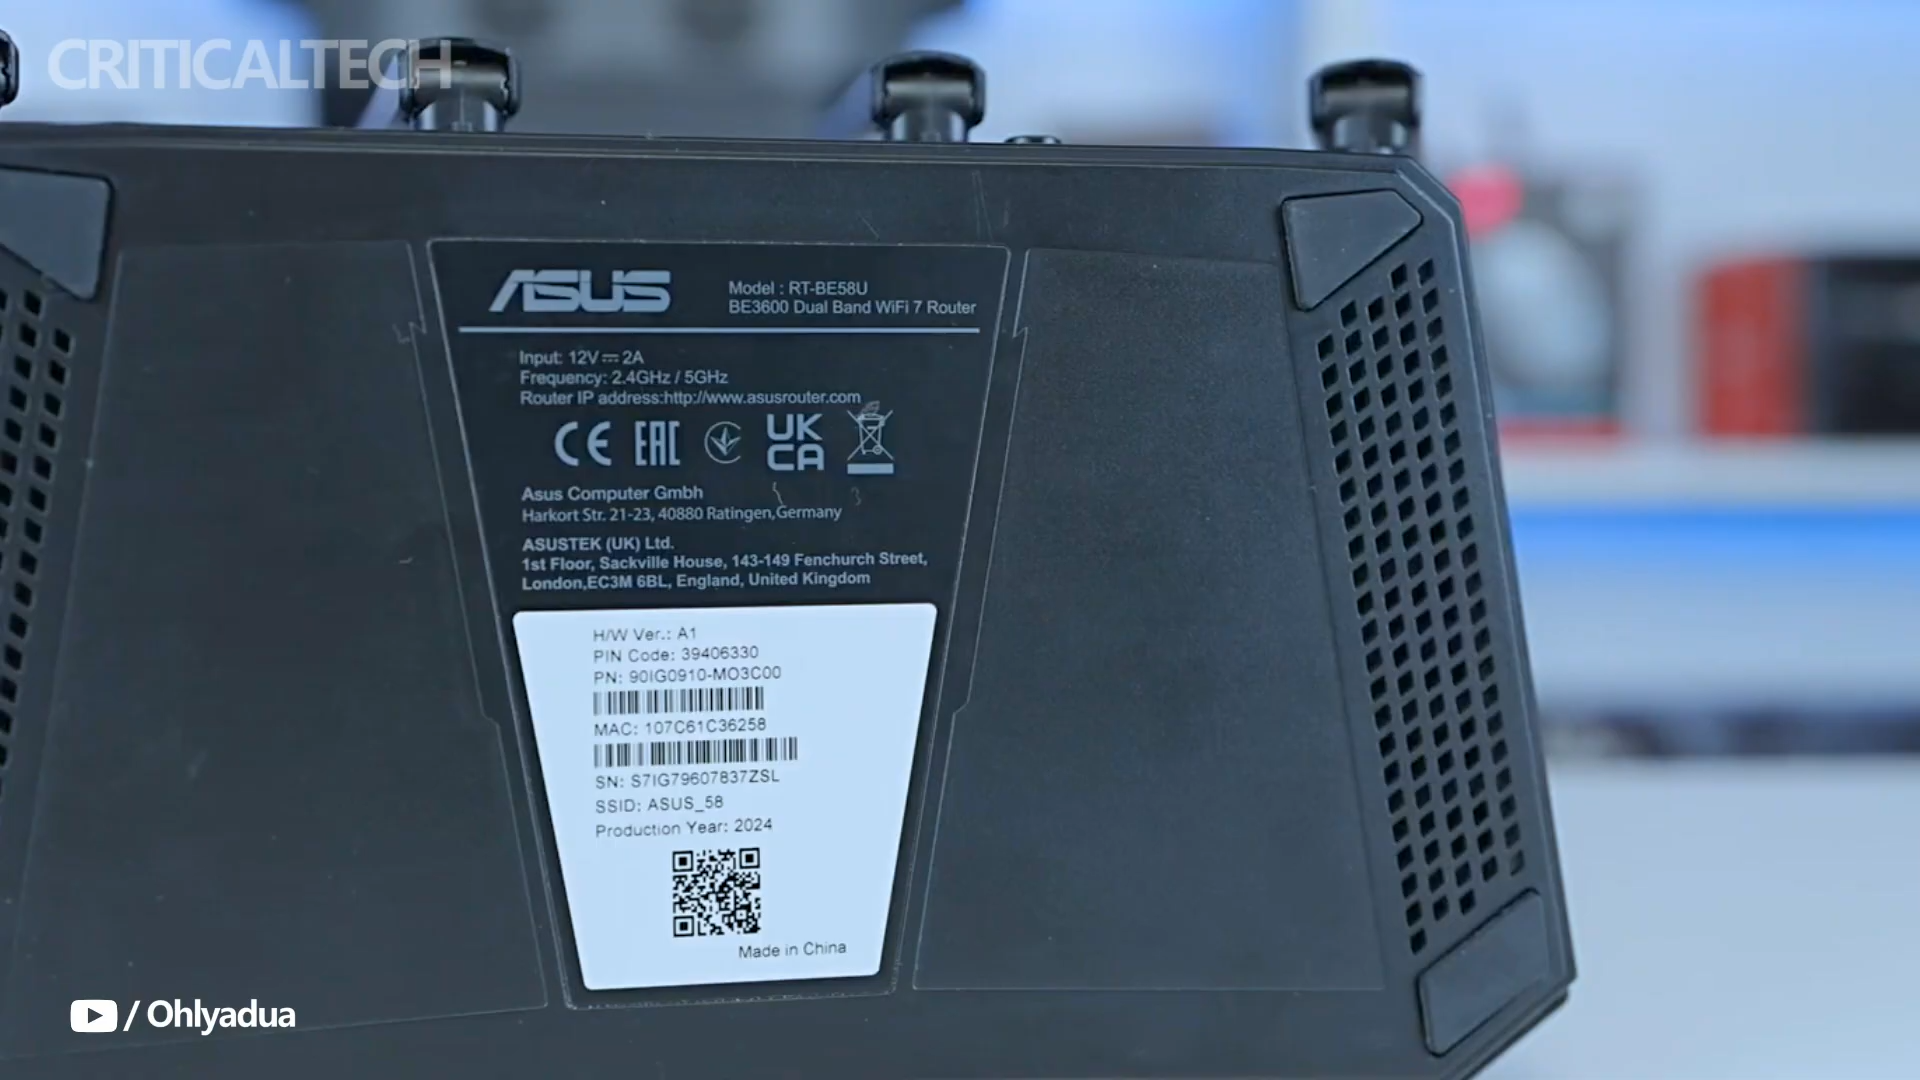 CRITICALTECH
ASUS
Model : RT-BE58U
BE3600 Dual Band WiFi 7 Router
Input: 12V⎓2A
Frequency: 2.4GHz / 5GHz
Router IP address:http://www.asusrouter.com
CE EAC UK CA
Asus Computer Gmbh
Harkort Str. 21-23, 40880 Ratingen,Germany
ASUSTEK (UK) Ltd.
1st Floor, Sackville House, 143-149 Fenchurch Street,
London,EC3M 6BL, England, United Kingdom
H/W Ver.: A1
PIN Code: 39406330
PN: 90IG0910-MO3C00
MAC: 107C61C36258
SN: S7IG79607837ZSL
SSID: ASUS_58
Production Year: 2024
Made in China
/ Ohlyadua